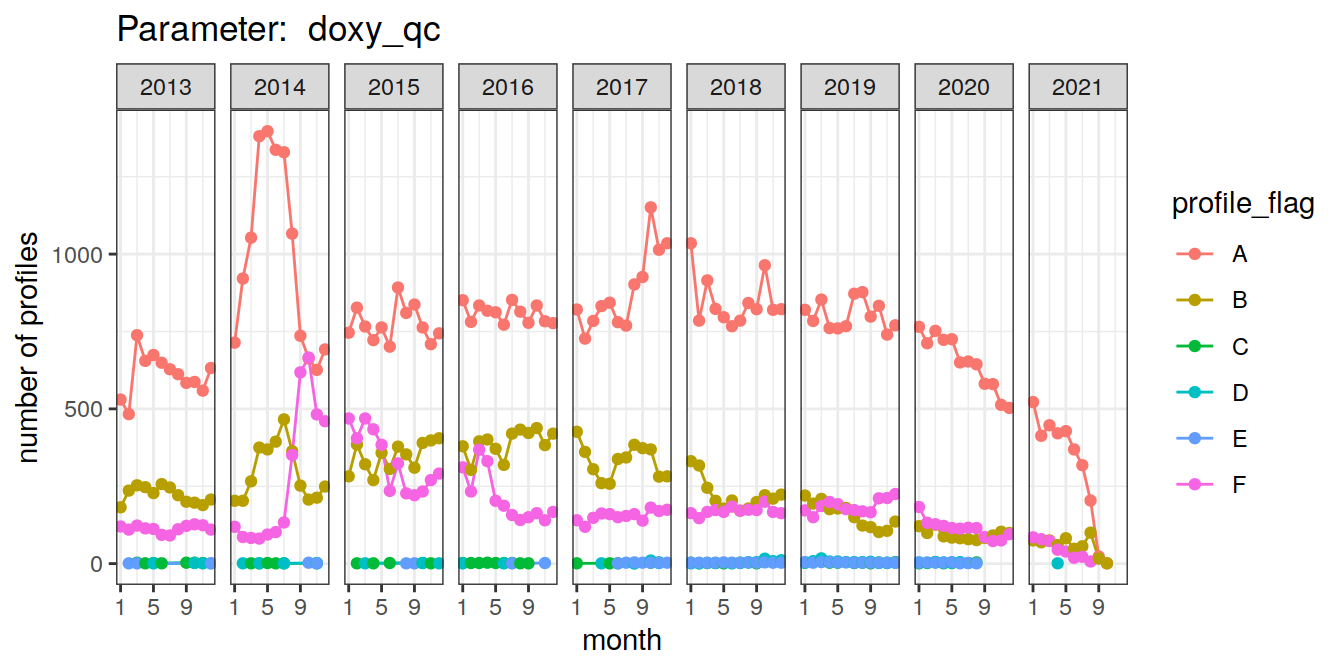 Parameter:  doxy_qc
2013 2014 2015 2016 2017 2018 2019 2020 2021
number of profiles
1000
500
0
1 5 9 1 5 9 1 5 9 1 5 9 1 5 9 1 5 9 1 5 9 1 5 9 1 5 9
month
profile_flag
A
B
C
D
E
F